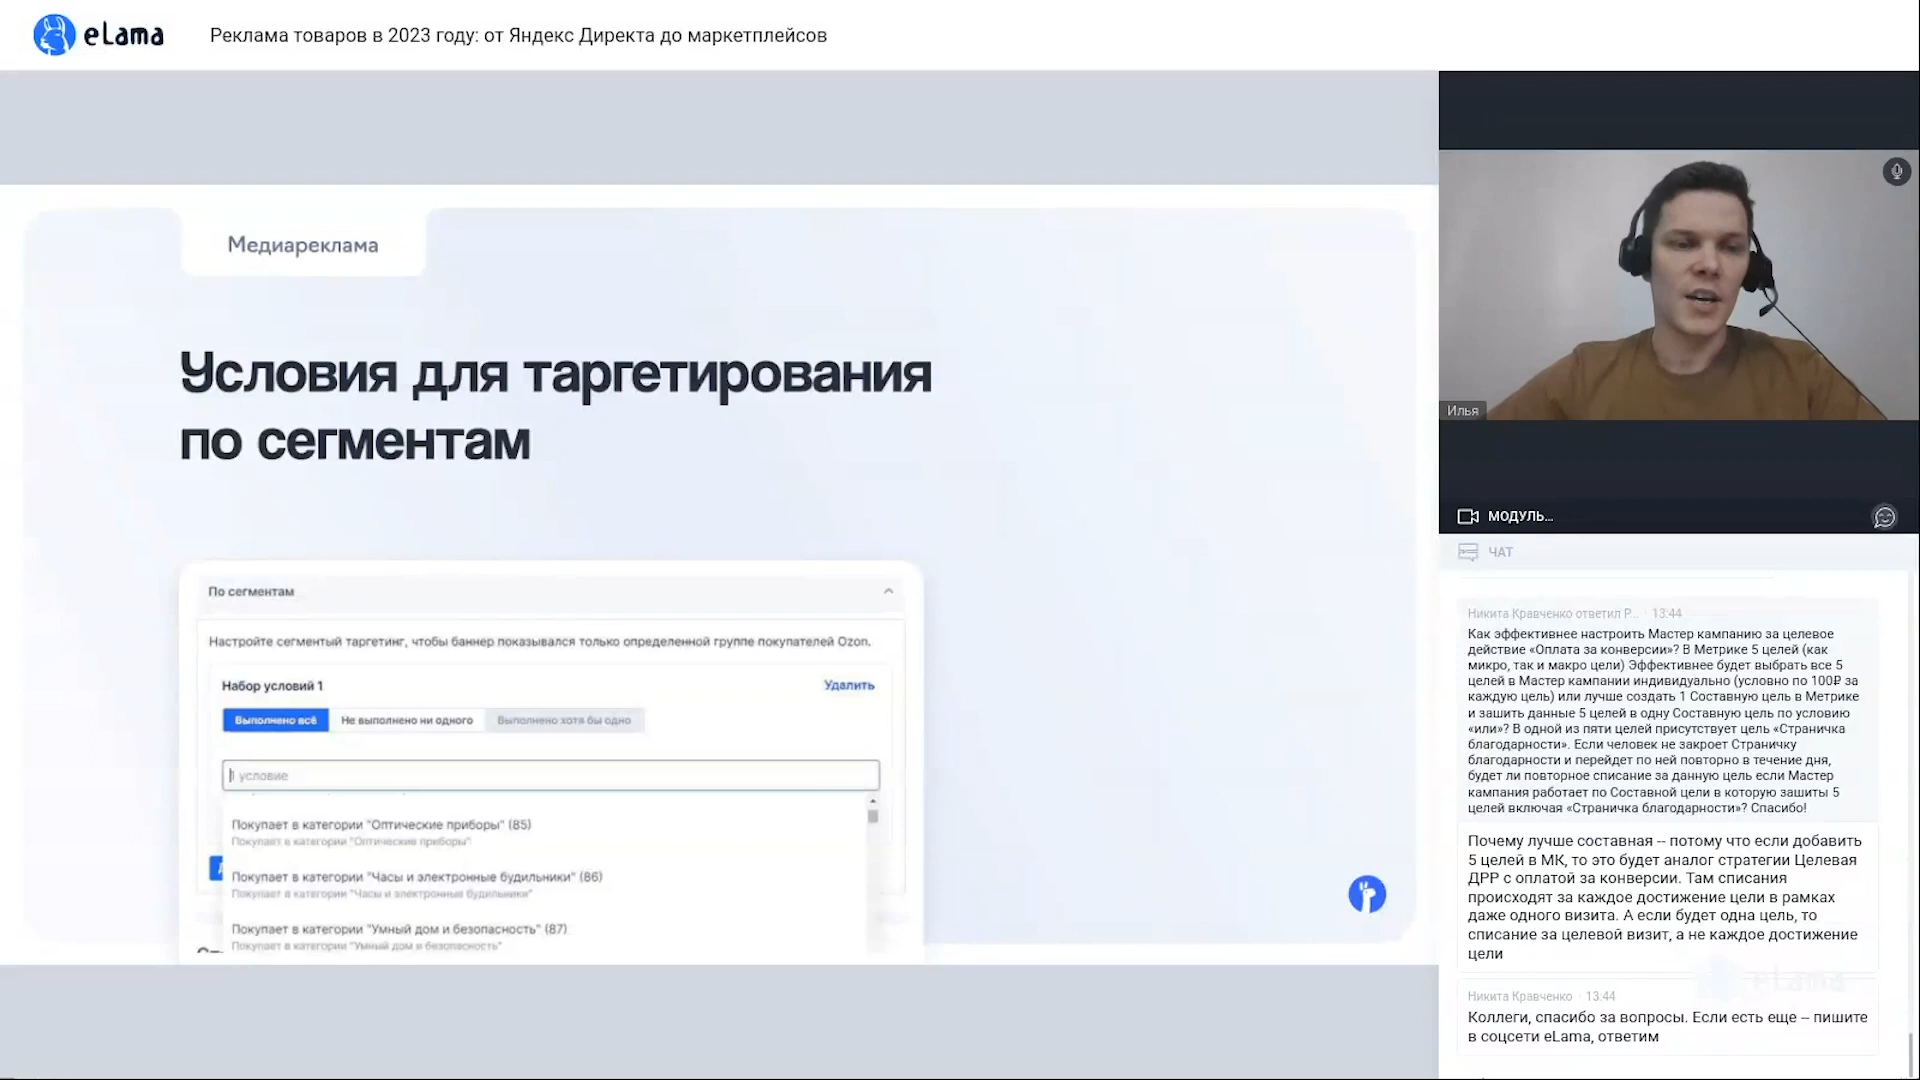 eLama
Реклама товаров в 2023 году: от Яндекс Директа до маркетплейсов
Медиареклама
Условия для таргетирования
по сегментам
По сегментам
Настройте сегментый таргетинг, чтобы баннер показывался только определенной группе покупателей Ozon.
Набор условий 1
Удалить
Выполнено всё
Не выполнено ни одного
Выполнено хотя бы одно
1 условие
Покупает в категории "Оптические приборы" (85)
Покупает в категории "Оптические приборы"
Покупает в категории "Часы и электронные будильники" (86)
Покупает в категории "Часы и электронные будильники"
Покупает в категории "Умный дом и безопасность" (87)
Покупает в категории "Умный дом и безопасность"
Илья
МОДУЛЬ...
ЧАТ
Никита Кравченко ответил Р... · 13:44
Как эффективнее настроить Мастер кампанию за целевое
действие «Оплата за конверсии»? В Метрике 5 целей (как
микро, так и макро цели) Эффективнее будет выбрать все 5
целей в Мастер кампании индивидуально (условно по 100₽ за
каждую цель) или лучше создать 1 Составную цель в Метрике
и зашить данные 5 целей в одну Составную цель по условию
«или»? В одной из пяти целей присутствует цель «Страничка
благодарности». Если человек не закроет Страничку
благодарности и перейдет по ней повторно в течение дня,
будет ли повторное списание за данную цель если Мастер
кампания работает по Составной цели в которую зашиты 5
целей включая «Страничка благодарности»? Спасибо!
Почему лучше составная -- потому что если добавить
5 целей в МК, то это будет аналог стратегии Целевая
ДРР с оплатой за конверсии. Там списания
происходят за каждое достижение цели в рамках
даже одного визита. А если будет одна цель, то
списание за целевой визит, а не каждое достижение
цели
eLama
Никита Кравченко · 13:44
Коллеги, спасибо за вопросы. Если есть еще – пишите
в соцсети eLama, ответим